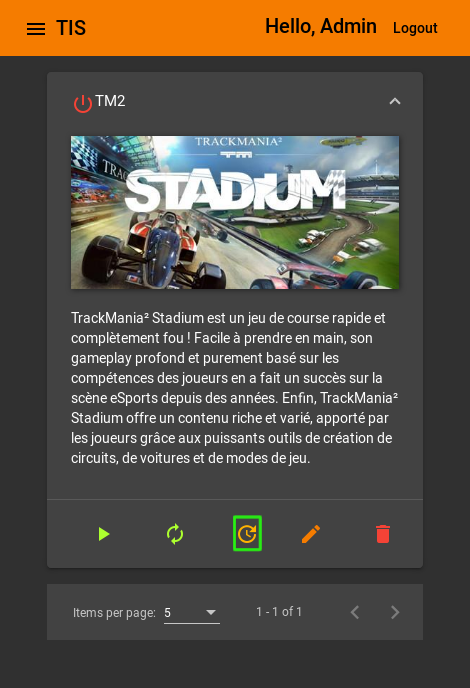 TIS
Hello, Admin
Logout
TM2
TRACKMANIA²
TM
STADIUM
TrackMania² Stadium est un jeu de course rapide et
complètement fou ! Facile à prendre en main, son
gameplay profond et purement basé sur les
compétences des joueurs en a fait un succès sur la
scène eSports depuis des années. Enfin, TrackMania²
Stadium offre un contenu riche et varié, apporté par
les joueurs grâce aux puissants outils de création de
circuits, de voitures et de modes de jeu.
Items per page: 5
1 - 1 of 1